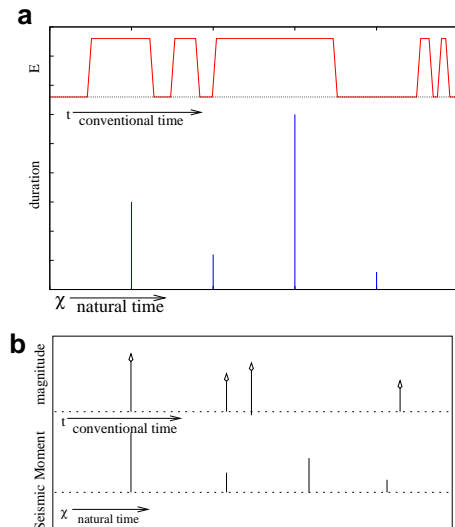 a
E
t conventional time
duration
χ natural time
b
magnitude
t conventional time
Seismic Moment
χ natural time